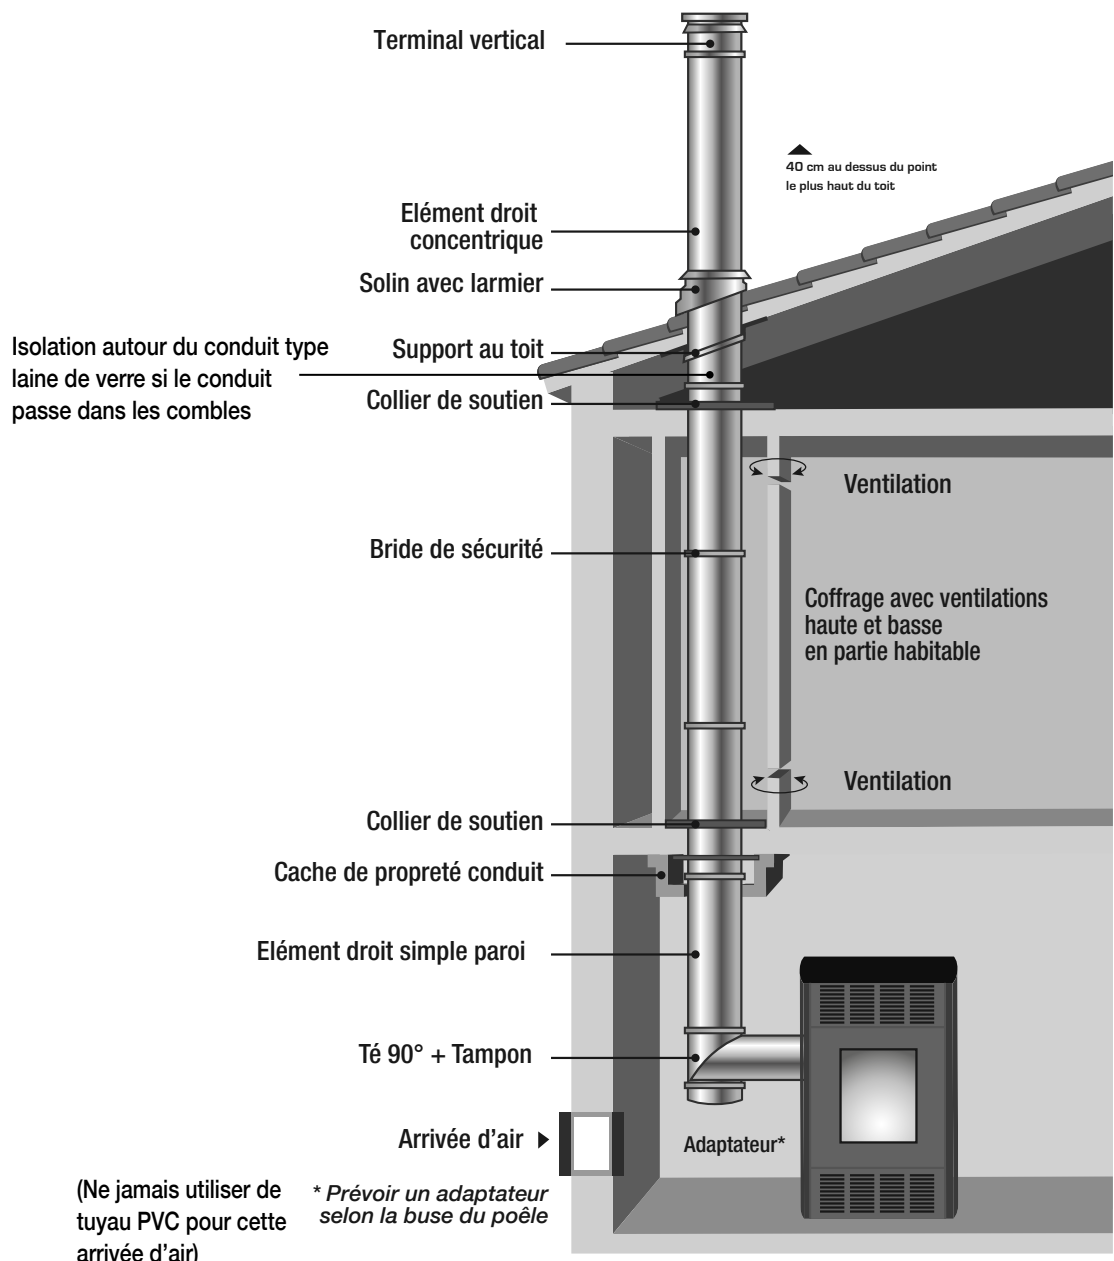 Terminal vertical
40 cm au dessus du point
le plus haut du toit
Elément droit
concentrique
Solin avec larmier
Isolation autour du conduit type
laine de verre si le conduit
passe dans les combles
Support au toit
Collier de soutien
Ventilation
Bride de sécurité
Coffrage avec ventilations
haute et basse
en partie habitable
Ventilation
Collier de soutien
Cache de propreté conduit
Elément droit simple paroi
Té 90° + Tampon
Arrivée d'air
Adaptateur*
(Ne jamais utiliser de
tuyau PVC pour cette
arrivée d'air)
* Prévoir un adaptateur
selon la buse du poêle